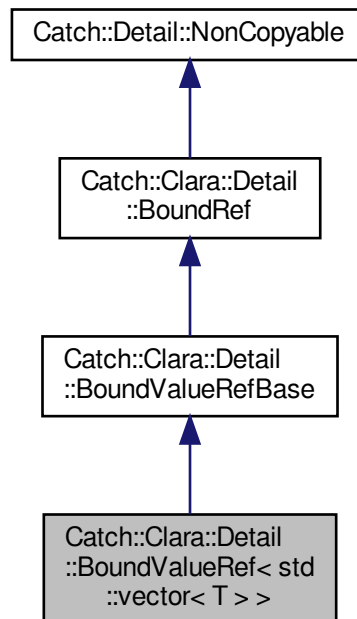 Catch::Detail::NonCopyable
Catch::Clara::Detail
::BoundRef
Catch::Clara::Detail
::BoundValueRefBase
Catch::Clara::Detail
::BoundValueRef< std
::vector< T > >